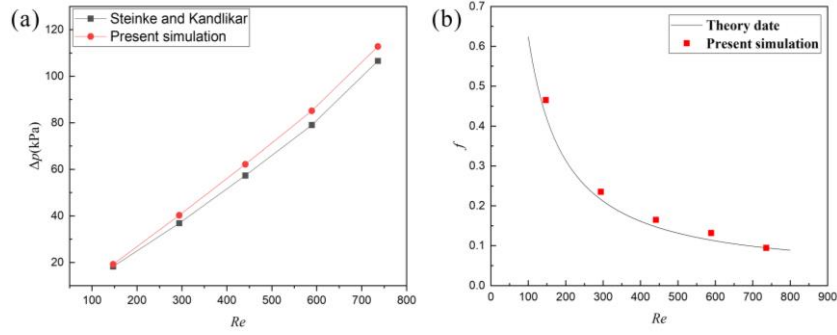 (a)
Steinke and Kandlikar
Present simulation
120
100
80
60
40
20
Δp(kPa)
100 200 300 400 500 600 700 800
Re
(b)
Theory date
Present simulation
0.7
0.6
0.5
0.4
0.3
0.2
0.1
0.0
f
0 100 200 300 400 500 600 700 800 900
Re